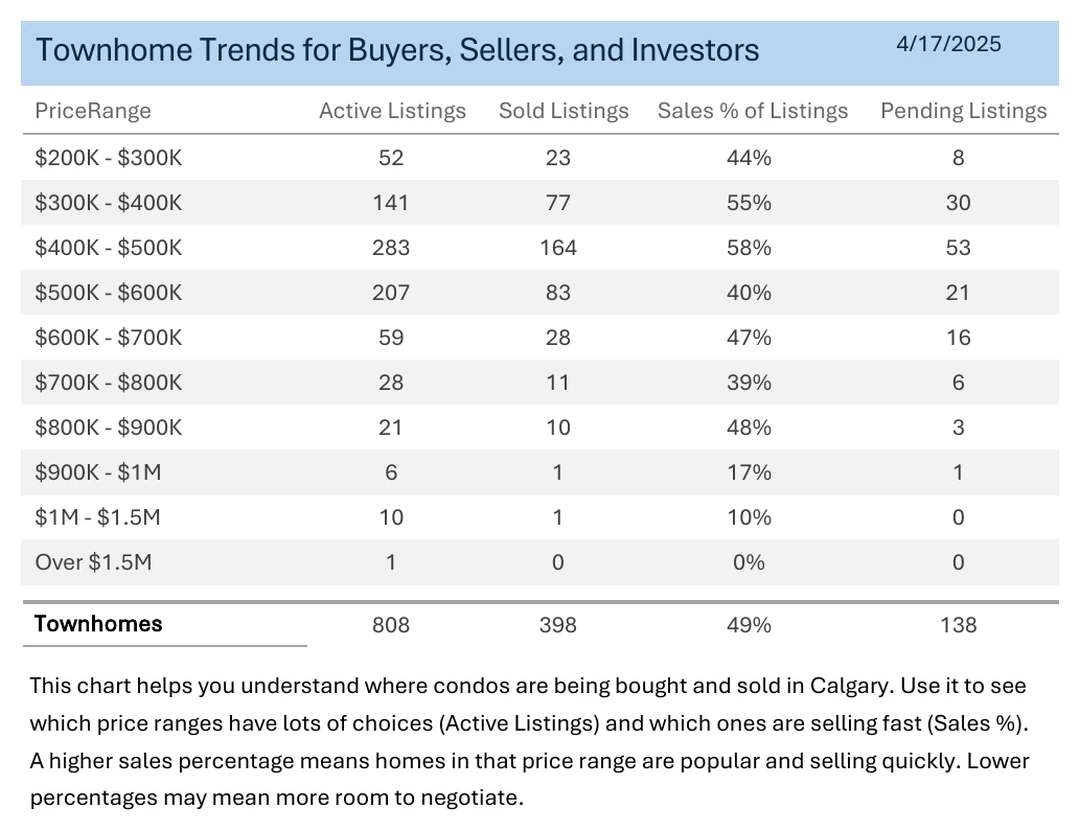 Townhome Trends for Buyers, Sellers, and Investors 4/17/2025
PriceRange Active Listings Sold Listings Sales % of Listings Pending Listings
$200K - $300K 52 23 44% 8
$300K - $400K 141 77 55% 30
$400K - $500K 283 164 58% 53
$500K - $600K 207 83 40% 21
$600K - $700K 59 28 47% 16
$700K - $800K 28 11 39% 6
$800K - $900K 21 10 48% 3
$900K - $1M 6 1 17% 1
$1M - $1.5M 10 1 10% 0
Over $1.5M 1 0 0% 0
Townhomes 808 398 49% 138
This chart helps you understand where condos are being bought and sold in Calgary. Use it to see
which price ranges have lots of choices (Active Listings) and which ones are selling fast (Sales %).
A higher sales percentage means homes in that price range are popular and selling quickly. Lower
percentages may mean more room to negotiate.